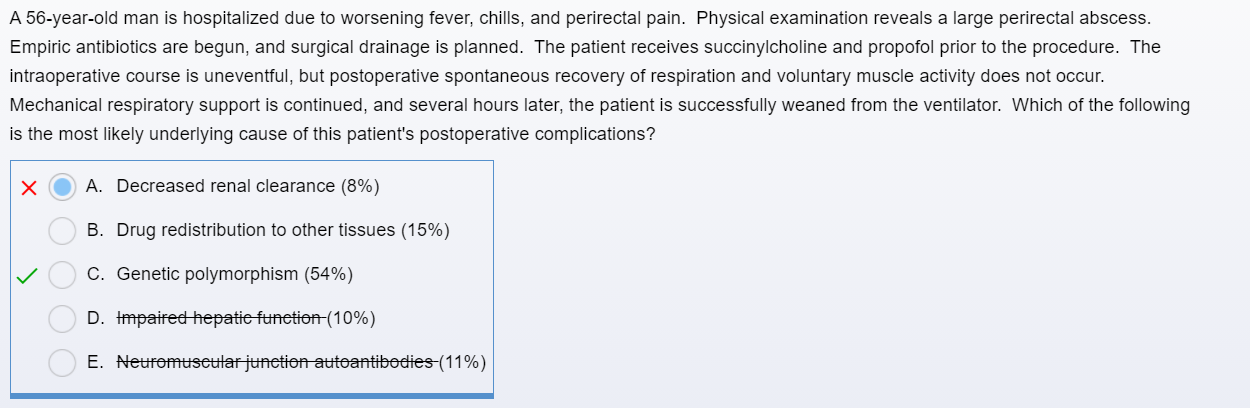 A 56-year-old man is hospitalized due to worsening fever, chills, and perirectal pain.  Physical examination reveals a large perirectal abscess.
Empiric antibiotics are begun, and surgical drainage is planned.  The patient receives succinylcholine and propofol prior to the procedure.  The
intraoperative course is uneventful, but postoperative spontaneous recovery of respiration and voluntary muscle activity does not occur.
Mechanical respiratory support is continued, and several hours later, the patient is successfully weaned from the ventilator.  Which of the following
is the most likely underlying cause of this patient's postoperative complications?
A. Decreased renal clearance (8%)
B. Drug redistribution to other tissues (15%)
C. Genetic polymorphism (54%)
D. Impaired hepatic function (10%)
E. Neuromuscular junction autoantibodies (11%)